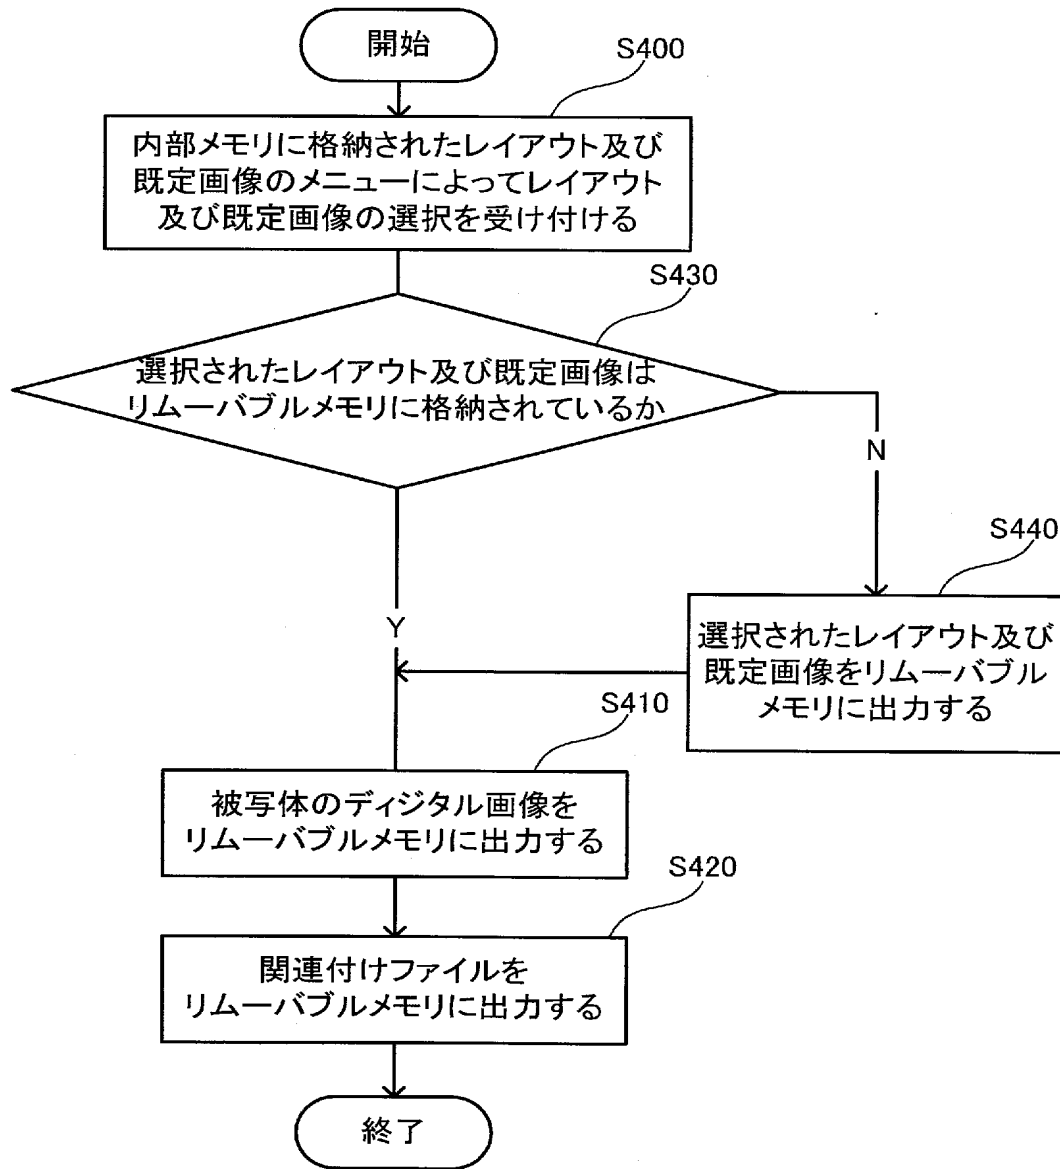 開始
S400
内部メモリに格納されたレイアウト及び
既定画像のメニューによってレイアウト
及び既定画像の選択を受け付ける
S430
選択されたレイアウト及び既定画像は
リムーバブルメモリに格納されているか
N
S440
選択されたレイアウト及び
既定画像をリムーバブル
メモリに出力する
Y
S410
被写体のディジタル画像を
リムーバブルメモリに出力する
S420
関連付けファイルを
リムーバブルメモリに出力する
終了